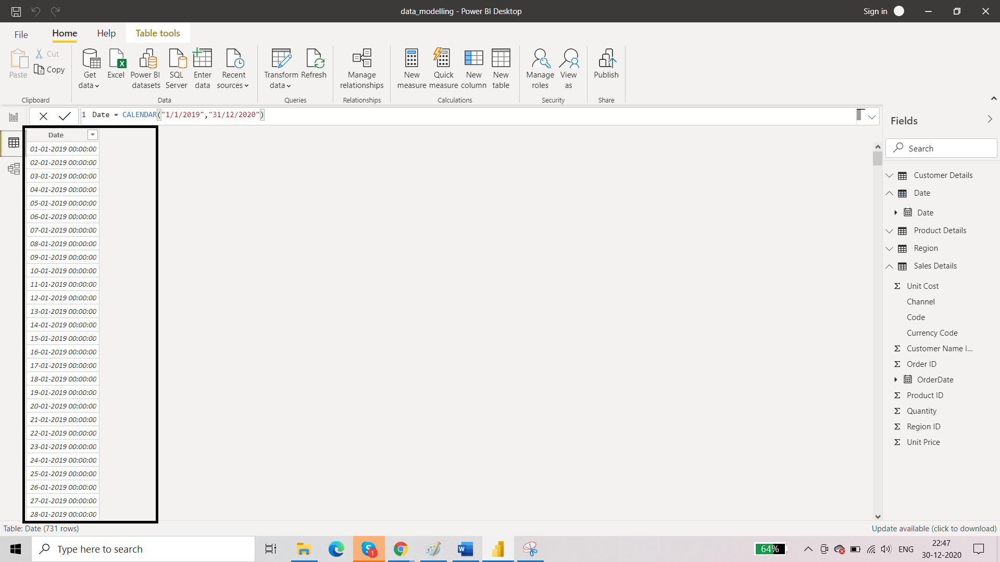 data_modelling - Power BI Desktop
Sign in
File
Home
Help
Table tools
Paste
Cut
Copy
Clipboard
Get data
Excel
Power BI datasets
SQL Server
Enter data
Recent sources
Data
Transform data
Refresh
Queries
Manage relationships
Relationships
New measure
Quick measure
New column
New table
Calculations
Manage roles
View as
Security
Publish
Share
1 Date = CALENDAR("1/1/2019","31/12/2020")
Date
01-01-2019 00:00:00
02-01-2019 00:00:00
03-01-2019 00:00:00
04-01-2019 00:00:00
05-01-2019 00:00:00
06-01-2019 00:00:00
07-01-2019 00:00:00
08-01-2019 00:00:00
09-01-2019 00:00:00
10-01-2019 00:00:00
11-01-2019 00:00:00
12-01-2019 00:00:00
13-01-2019 00:00:00
14-01-2019 00:00:00
15-01-2019 00:00:00
16-01-2019 00:00:00
17-01-2019 00:00:00
18-01-2019 00:00:00
19-01-2019 00:00:00
20-01-2019 00:00:00
21-01-2019 00:00:00
22-01-2019 00:00:00
23-01-2019 00:00:00
24-01-2019 00:00:00
25-01-2019 00:00:00
26-01-2019 00:00:00
27-01-2019 00:00:00
28-01-2019 00:00:00
Fields
Search
Customer Details
Date
Date
Product Details
Region
Sales Details
Unit Cost
Channel
Code
Currency Code
Customer Name I...
Order ID
OrderDate
Product ID
Quantity
Region ID
Unit Price
Table: Date (731 rows)
Update available (click to download)
Type here to search
1
64%
ENG
22:47
30-12-2020